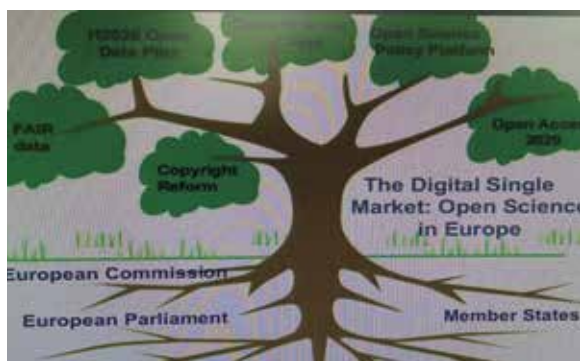 H2020 Open
Data Pilot
Open Science
Policy Platform
FAIR
data
Open Access
2020
Copyright
Reform
The Digital Single
Market: Open Science
in Europe
European Commission
European Parliament
Member States